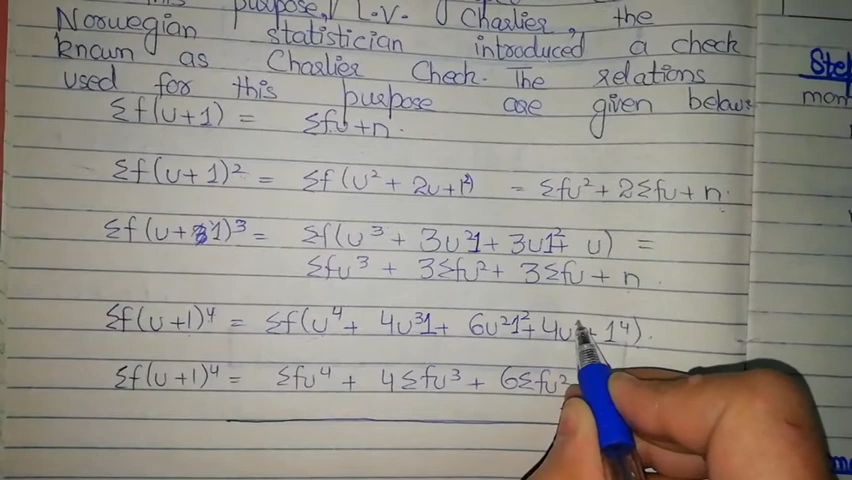 purpose, L.V. Charlier, the
Norwegian statistician introduced a check
known as Charlier Check. The relations
used for this purpose are given below:
Σf(u+1) = Σfu+n.
Σf(u+1)² = Σf(u² + 2u+1²) = Σfu²+2Σfu+n.
Σf(u+1)³ = Σf(u³ + 3u²1+ 3u1²+ u) =
Σfu³ + 3Σfu²+ 3Σfu + n.
Σf(u+1)⁴ = Σf(u⁴+ 4u³1+ 6u²1²+4u + 1⁴).
Σf(u+1)⁴ = Σfu⁴ + 4Σfu³ + 6Σfu²
Step